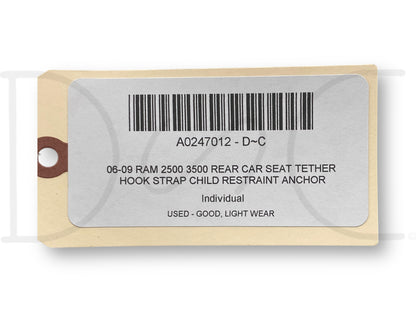 A0247012 - D~C
06-09 RAM 2500 3500 REAR CAR SEAT TETHER
HOOK STRAP CHILD RESTRAINT ANCHOR
Individual
USED - GOOD, LIGHT WEAR